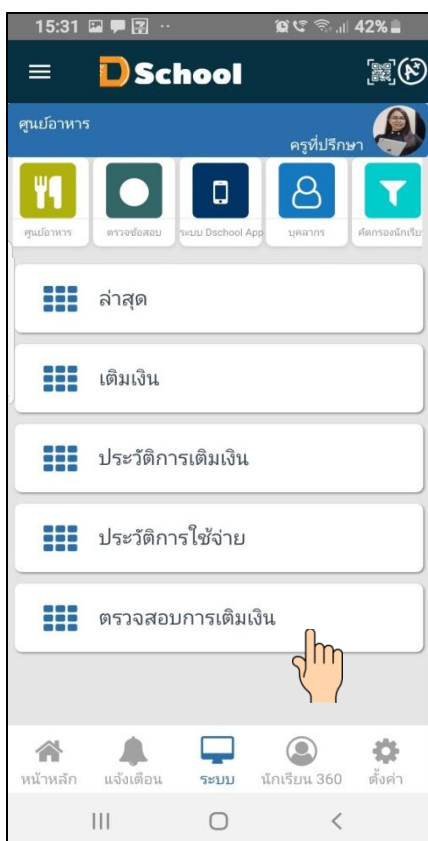 15:31 42%
DSchool A+
ศูนย์อาหาร
ครูที่ปรึกษา
ศูนย์อาหาร ตรวจข้อสอบ ระบบ Dschool App บุคลากร คัดกรองนักเรีย
ล่าสุด
เติมเงิน
ประวัติการเติมเงิน
ประวัติการใช้จ่าย
ตรวจสอบการเติมเงิน
หน้าหลัก แจ้งเตือน ระบบ นักเรียน 360 ตั้งค่า